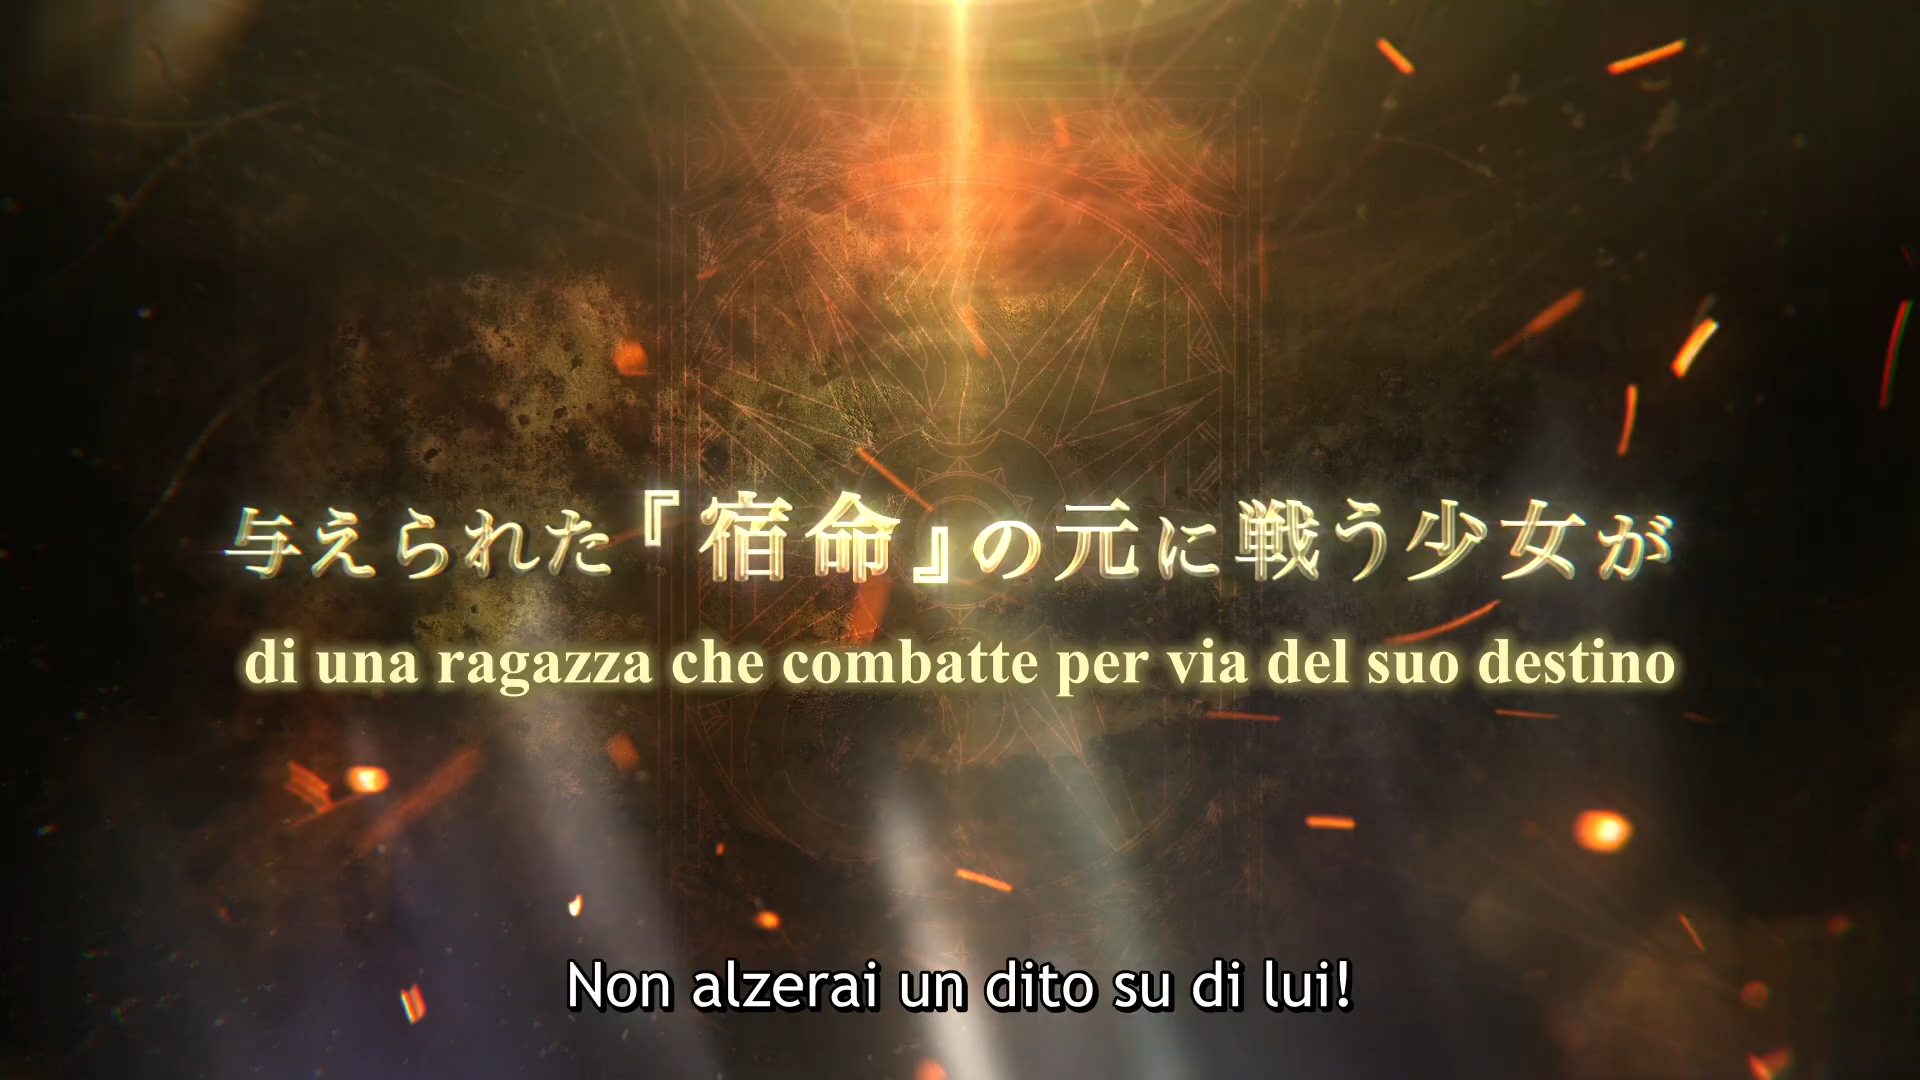 与えられた『宿命』の元に戦う少女が
di una ragazza che combatte per via del suo destino
Non alzerai un dito su di lui!